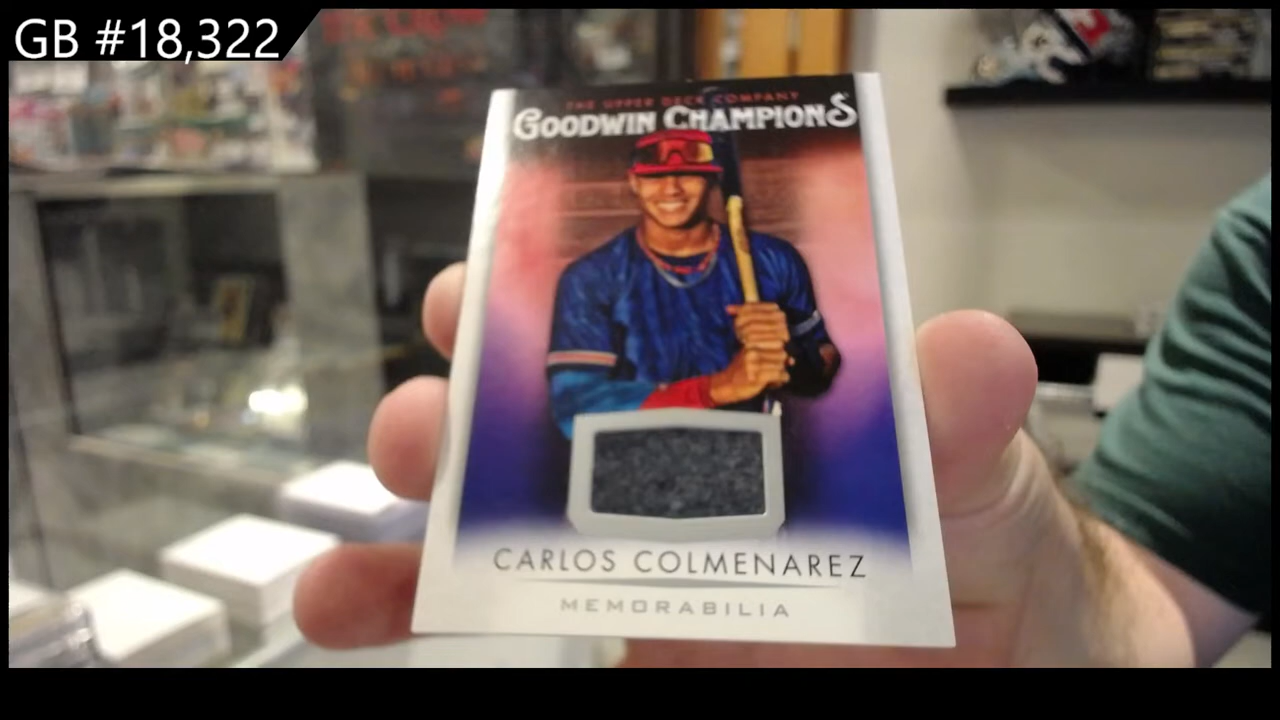 GB #18,322
THE UPPER DECK COMPANY
GOODWIN CHAMPIONS
CARLOS COLMENAREZ
MEMORABILIA